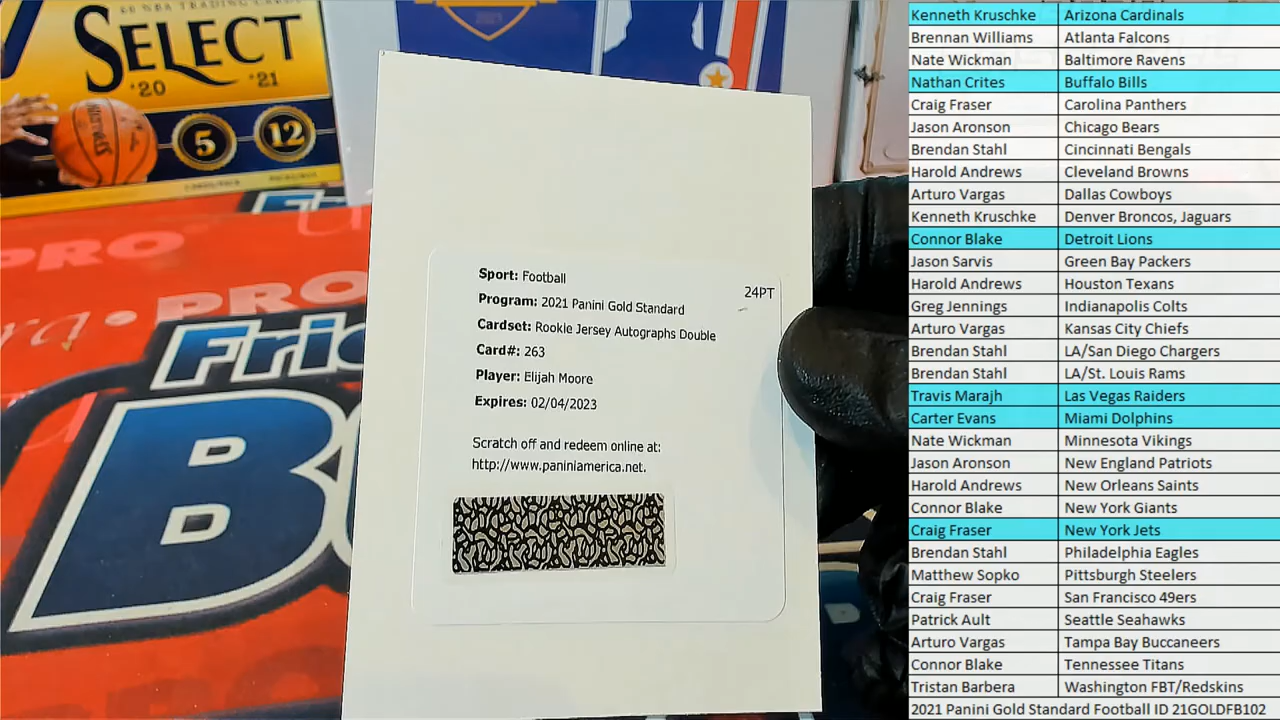 SELECT
'20 '21
5
12
PRO
PRO
Fri
B
Sport: Football
24PT
Program: 2021 Panini Gold Standard
Cardset: Rookie Jersey Autographs Double
Card#: 263
Player: Elijah Moore
Expires: 02/04/2023
Scratch off and redeem online at:
http://www.paniniamerica.net.
Kenneth Kruschke Arizona Cardinals
Brennan Williams Atlanta Falcons
Nate Wickman Baltimore Ravens
Nathan Crites Buffalo Bills
Craig Fraser Carolina Panthers
Jason Aronson Chicago Bears
Brendan Stahl Cincinnati Bengals
Harold Andrews Cleveland Browns
Arturo Vargas Dallas Cowboys
Kenneth Kruschke Denver Broncos, Jaguars
Connor Blake Detroit Lions
Jason Sarvis Green Bay Packers
Harold Andrews Houston Texans
Greg Jennings Indianapolis Colts
Arturo Vargas Kansas City Chiefs
Brendan Stahl LA/San Diego Chargers
Brendan Stahl LA/St. Louis Rams
Travis Marajh Las Vegas Raiders
Carter Evans Miami Dolphins
Nate Wickman Minnesota Vikings
Jason Aronson New England Patriots
Harold Andrews New Orleans Saints
Connor Blake New York Giants
Craig Fraser New York Jets
Brendan Stahl Philadelphia Eagles
Matthew Sopko Pittsburgh Steelers
Craig Fraser San Francisco 49ers
Patrick Ault Seattle Seahawks
Arturo Vargas Tampa Bay Buccaneers
Connor Blake Tennessee Titans
Tristan Barbera Washington FBT/Redskins
2021 Panini Gold Standard Football ID 21GOLDFB102